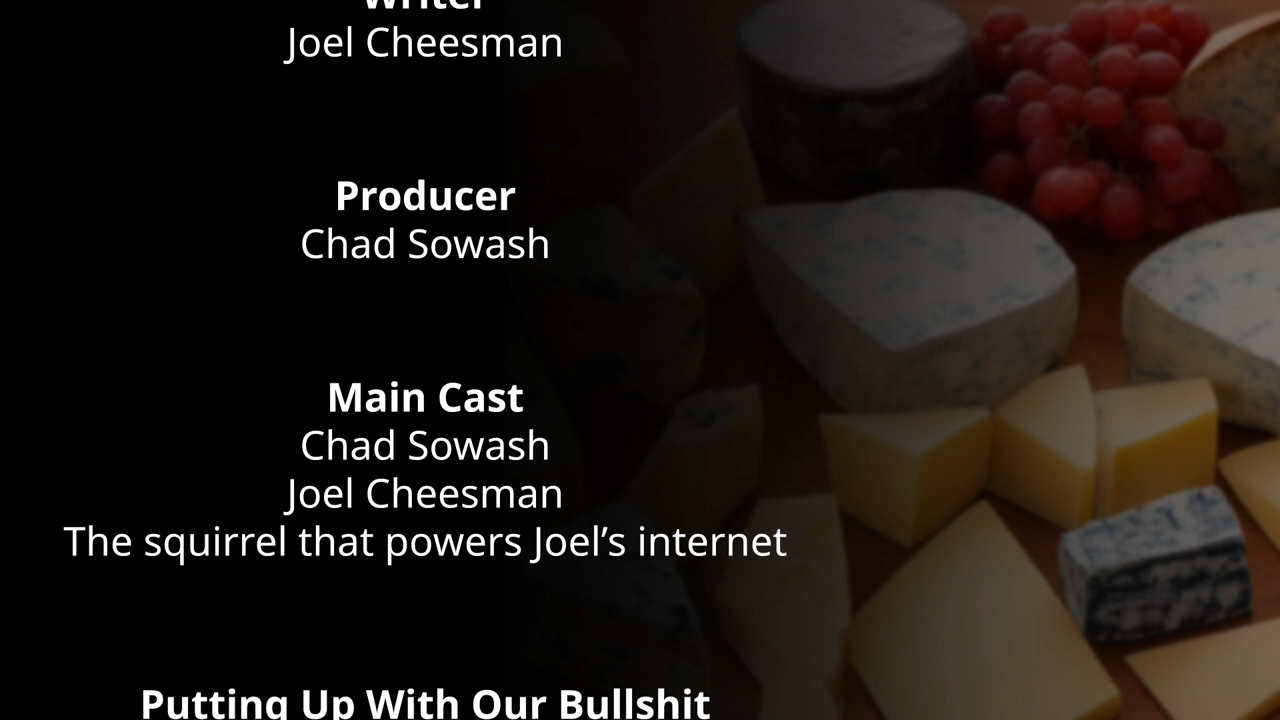 Writer
Joel Cheesman
Producer
Chad Sowash
Main Cast
Chad Sowash
Joel Cheesman
The squirrel that powers Joel’s internet
Putting Up With Our Bullshit